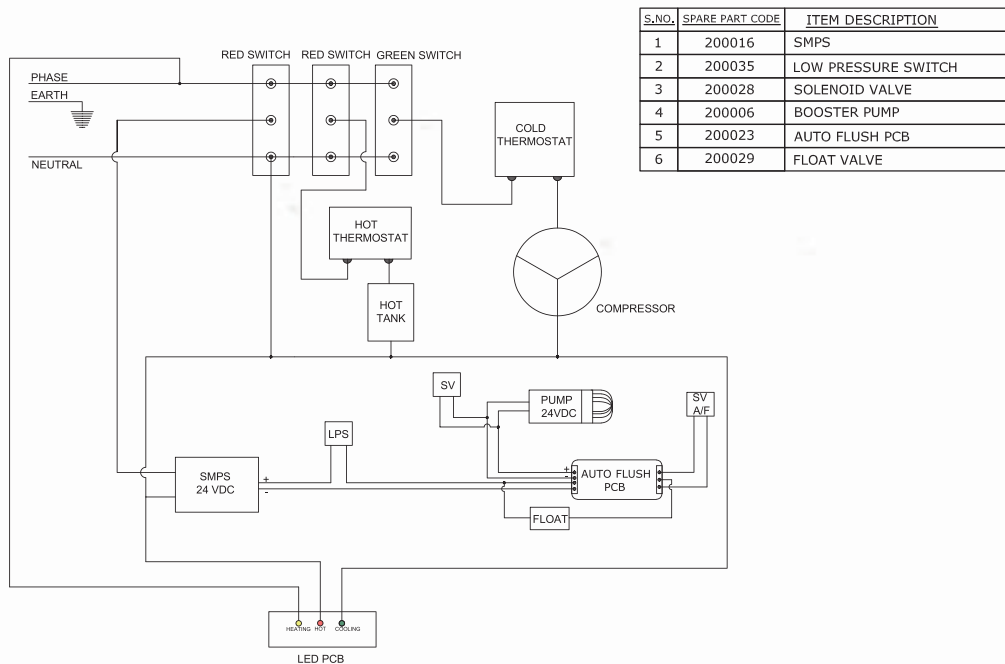 S.NO. SPARE PART CODE ITEM DESCRIPTION
1 200016 SMPS
2 200035 LOW PRESSURE SWITCH
3 200028 SOLENOID VALVE
4 200006 BOOSTER PUMP
5 200023 AUTO FLUSH PCB
6 200029 FLOAT VALVE
RED SWITCH RED SWITCH GREEN SWITCH
PHASE
EARTH
NEUTRAL
COLD
THERMOSTAT
HOT
THERMOSTAT
HOT
TANK
COMPRESSOR
SV
PUMP
24VDC
SV
A/F
LPS
SMPS
24 VDC
+
-
+
-
AUTO FLUSH
PCB
FLOAT
HEATING HOT COOLING
LED PCB